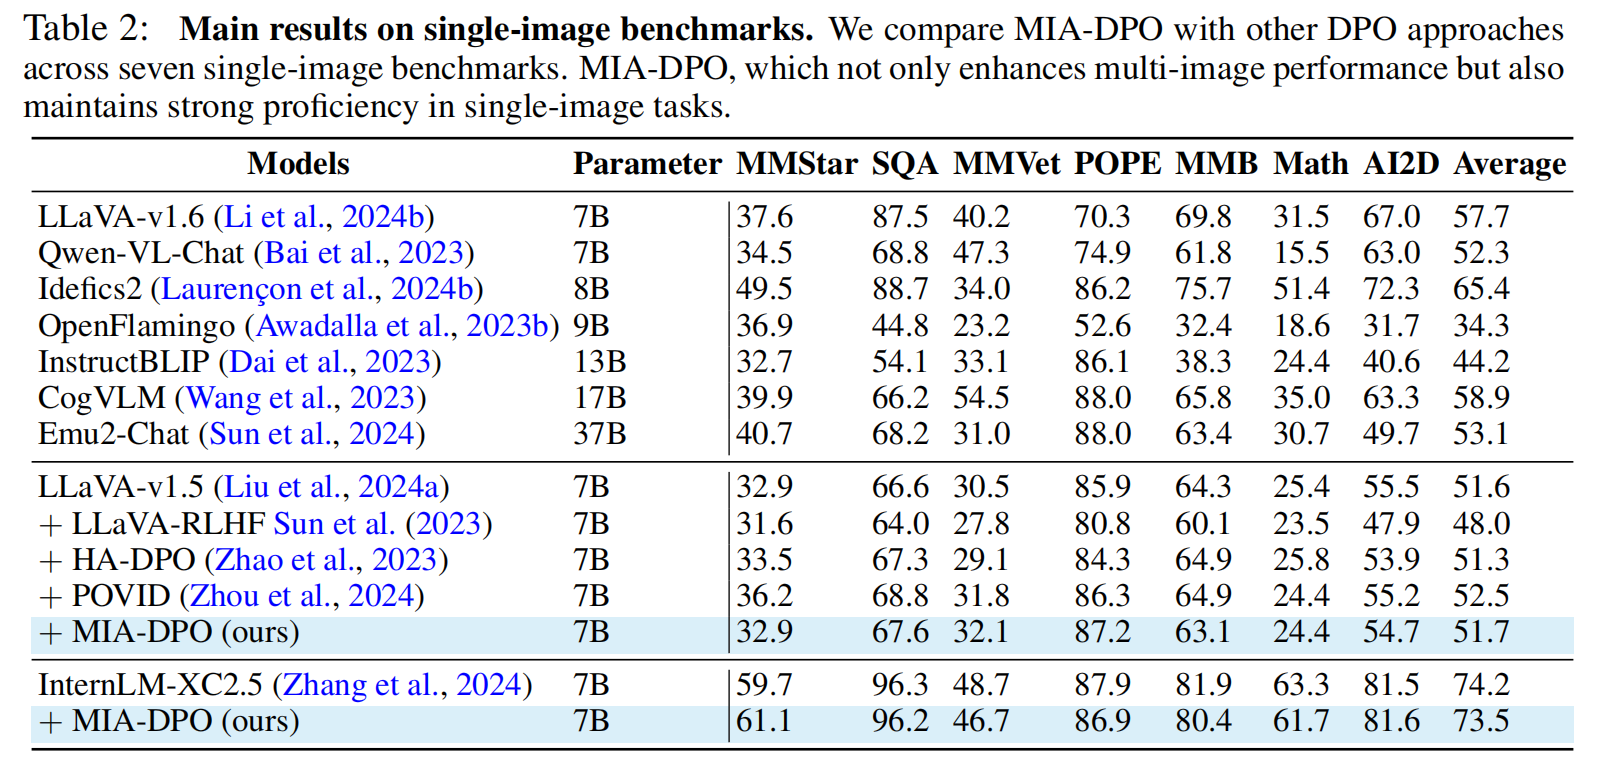 Table 2: Main results on single-image benchmarks. We compare MIA-DPO with other DPO approaches
across seven single-image benchmarks. MIA-DPO, which not only enhances multi-image performance but also
maintains strong proficiency in single-image tasks.
Models Parameter MMStar SQA MMVet POPE MMB Math AI2D Average
LLaVA-v1.6 (Li et al., 2024b) 7B 37.6 87.5 40.2 70.3 69.8 31.5 67.0 57.7
Qwen-VL-Chat (Bai et al., 2023) 7B 34.5 68.8 47.3 74.9 61.8 15.5 63.0 52.3
Idefics2 (Laurençon et al., 2024b) 8B 49.5 88.7 34.0 86.2 75.7 51.4 72.3 65.4
OpenFlamingo (Awadalla et al., 2023b) 9B 36.9 44.8 23.2 52.6 32.4 18.6 31.7 34.3
InstructBLIP (Dai et al., 2023) 13B 32.7 54.1 33.1 86.1 38.3 24.4 40.6 44.2
CogVLM (Wang et al., 2023) 17B 39.9 66.2 54.5 88.0 65.8 35.0 63.3 58.9
Emu2-Chat (Sun et al., 2024) 37B 40.7 68.2 31.0 88.0 63.4 30.7 49.7 53.1
LLaVA-v1.5 (Liu et al., 2024a) 7B 32.9 66.6 30.5 85.9 64.3 25.4 55.5 51.6
+ LLaVA-RLHF Sun et al. (2023) 7B 31.6 64.0 27.8 80.8 60.1 23.5 47.9 48.0
+ HA-DPO (Zhao et al., 2023) 7B 33.5 67.3 29.1 84.3 64.9 25.8 53.9 51.3
+ POVID (Zhou et al., 2024) 7B 36.2 68.8 31.8 86.3 64.9 24.4 55.2 52.5
+ MIA-DPO (ours) 7B 32.9 67.6 32.1 87.2 63.1 24.4 54.7 51.7
InternLM-XC2.5 (Zhang et al., 2024) 7B 59.7 96.3 48.7 87.9 81.9 63.3 81.5 74.2
+ MIA-DPO (ours) 7B 61.1 96.2 46.7 86.9 80.4 61.7 81.6 73.5